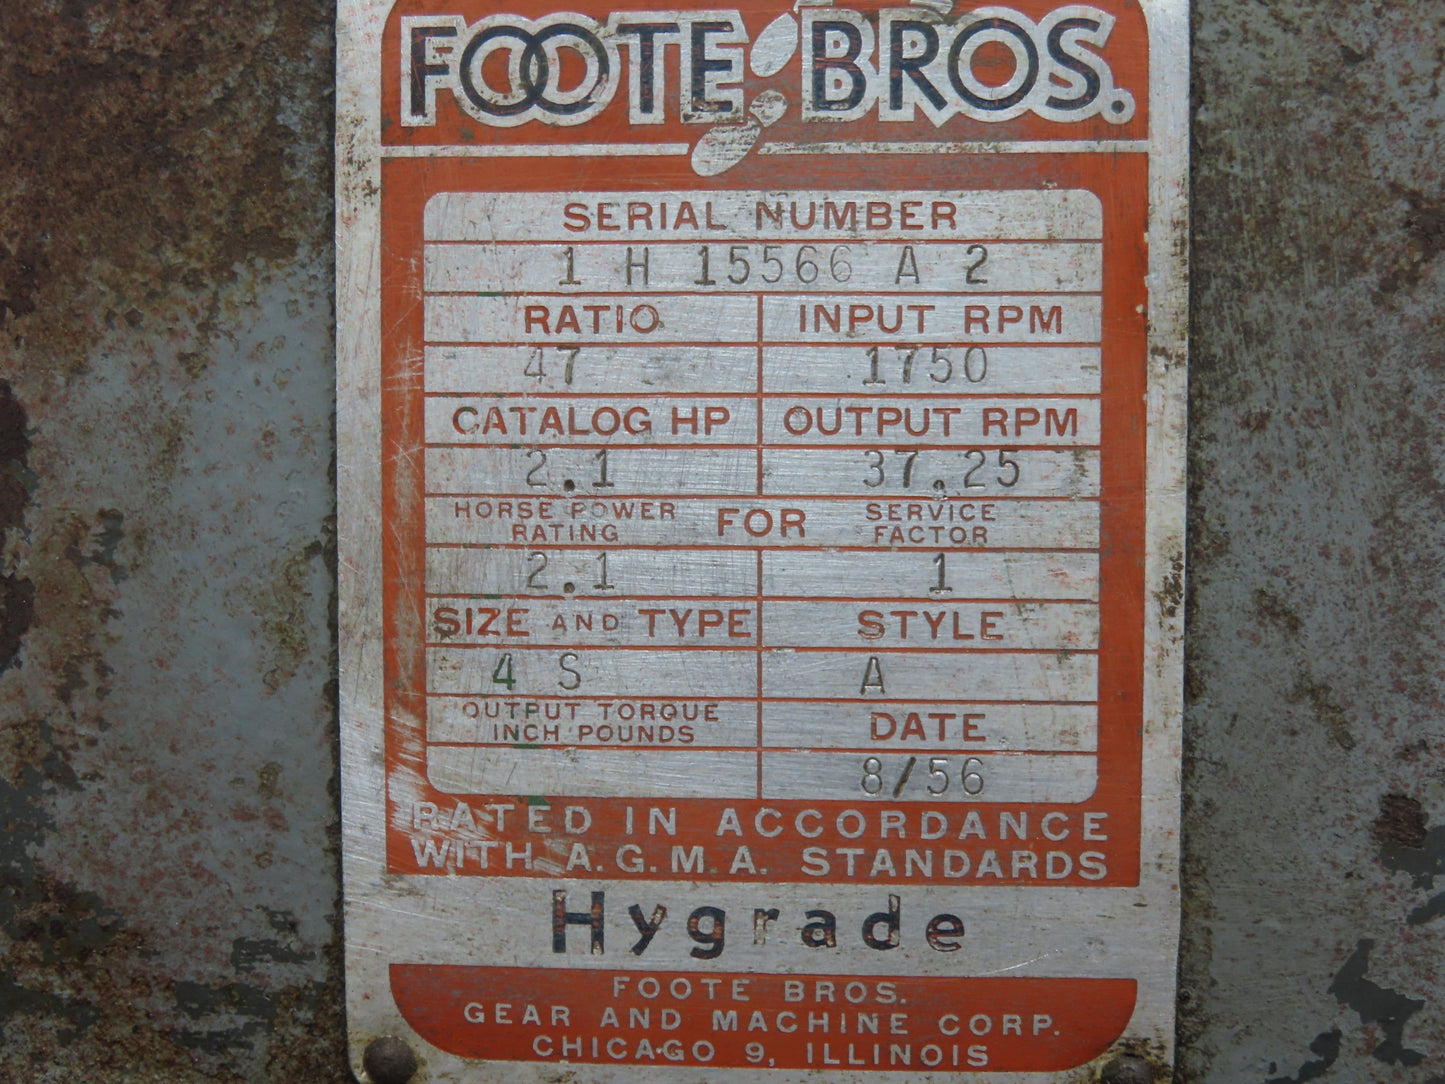 FOOTE BROS.
SERIAL NUMBER
1 H 15566 A 2
RATIO INPUT RPM
47 1750
CATALOG HP OUTPUT RPM
2.1 37.25
HORSE POWER RATING FOR SERVICE FACTOR
2.1 1
SIZE AND TYPE STYLE
4 S A
OUTPUT TORQUE INCH POUNDS DATE
8/56
RATED IN ACCORDANCE
WITH A.G.M.A. STANDARDS
Hygrade
FOOTE BROS.
GEAR AND MACHINE CORP.
CHICAGO 9, ILLINOIS